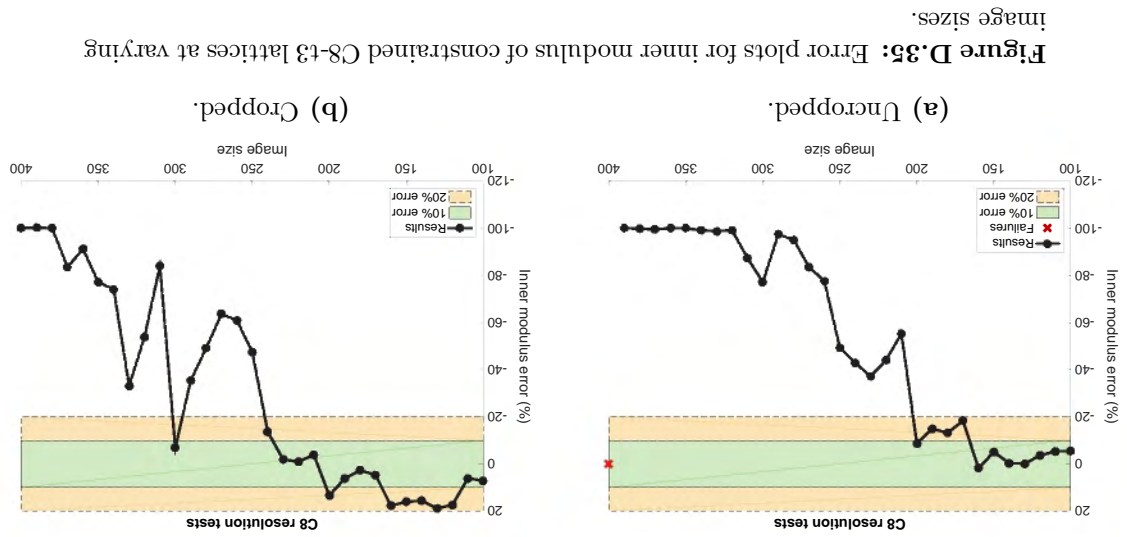 C8 resolution tests
20
0
-20
-40
-60
-80
-100
-120
Inner modulus error (%)
Results
Failures
10% error
20% error
100 150 200 250 300 350 400
Image size
(a) Uncropped.
C8 resolution tests
20
0
-20
-40
-60
-80
-100
-120
Inner modulus error (%)
Results
10% error
20% error
100 150 200 250 300 350 400
Image size
(b) Cropped.
Figure D.35: Error plots for inner modulus of constrained C8-t3 lattices at varying
image sizes.